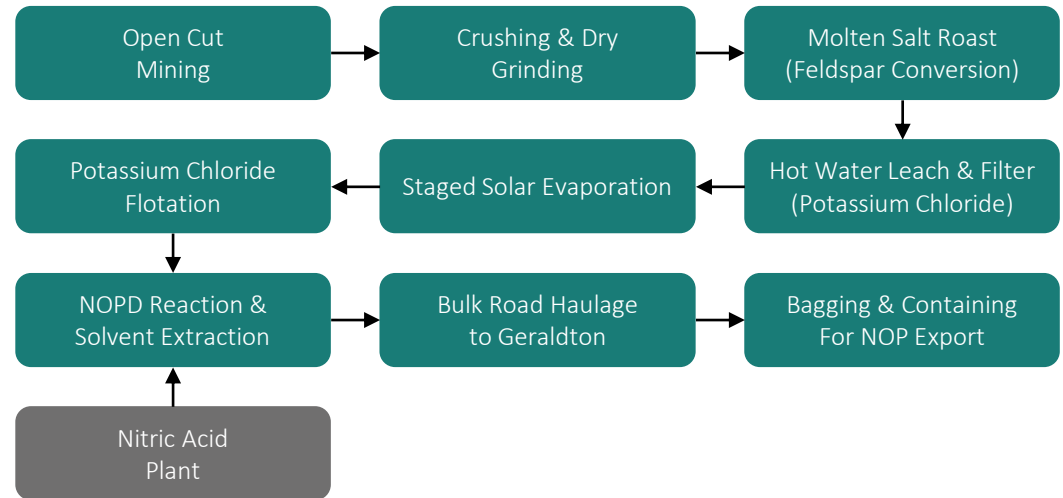 Open Cut
Mining
Crushing & Dry
Grinding
Molten Salt Roast
(Feldspar Conversion)
Potassium Chloride
Flotation
Staged Solar Evaporation
Hot Water Leach & Filter
(Potassium Chloride)
NOPD Reaction &
Solvent Extraction
Bulk Road Haulage
to Geraldton
Bagging & Containing
For NOP Export
Nitric Acid
Plant